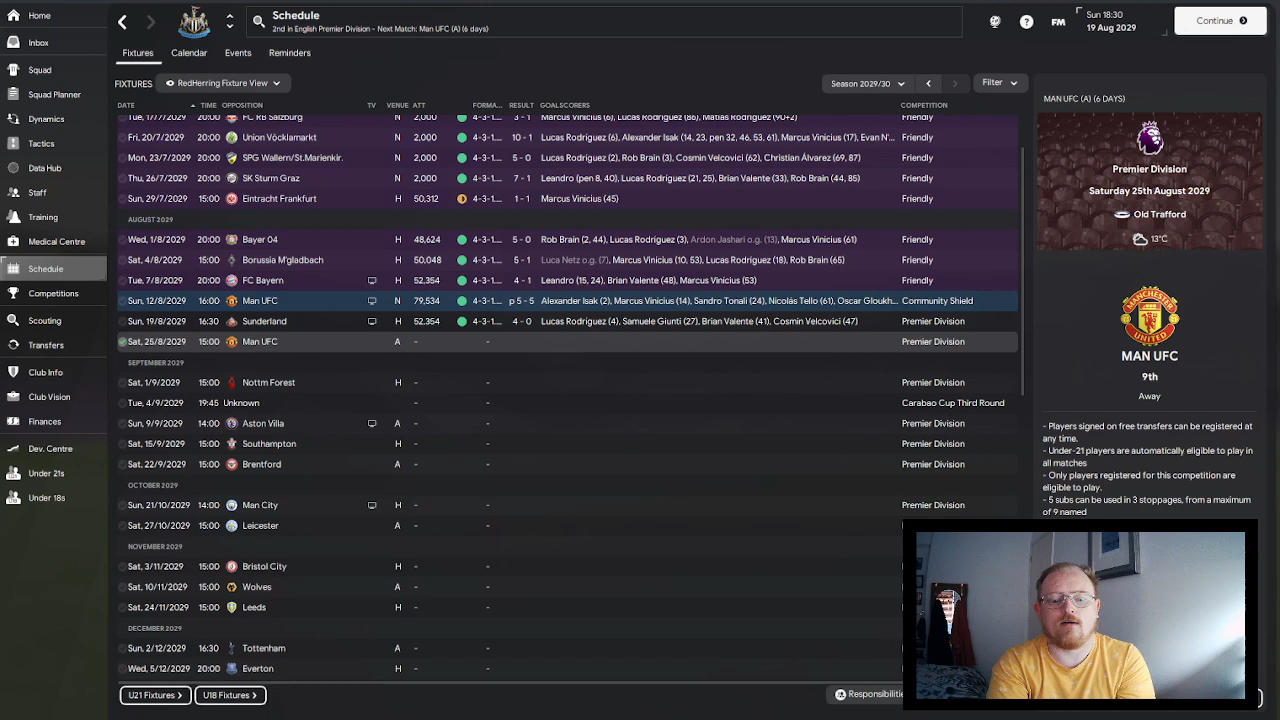 Home
Inbox
Squad
Squad Planner
Dynamics
Tactics
Data Hub
Staff
Training
Medical Centre
Schedule
Competitions
Scouting
Transfers
Club Info
Club Vision
Finances
Dev. Centre
Under 21s
Under 18s
Schedule
2nd in English Premier Division - Next Match: Man UFC (A) (6 days)
FM
Sun 18:30
19 Aug 2029
Continue
Fixtures Calendar Events Reminders
FIXTURES RedHerring Fixture View Season 2029/30 Filter
DATE TIME OPPOSITION TV VENUE ATT FORMA... RESULT GOALSCORERS COMPETITION
Tue, 17/7/2029 20:00 FC RB Salzburg N 2,000 4-3-1... 3 - 1 Marcus Vinicius (6), Lucas Rodríguez (86), Matías Rodríguez (90+2) Friendly
Fri, 20/7/2029 20:00 Union Vöcklamarkt N 2,000 4-3-1... 10 - 1 Lucas Rodríguez (6), Alexander Isak (14, 23, pen 32, 46, 53, 61), Marcus Vinicius (17), Evan N'... Friendly
Mon, 23/7/2029 20:00 SPG Wallern/St.Marienkir. N 2,000 4-3-1... 5 - 0 Lucas Rodríguez (2), Rob Brain (3), Cosmin Velcovici (62), Christian Álvarez (69, 87) Friendly
Thu, 26/7/2029 20:00 SK Sturm Graz N 2,000 4-3-1... 7 - 1 Leandro (pen 8, 40), Lucas Rodríguez (21, 25), Brian Valente (33), Rob Brain (44, 85) Friendly
Sun, 29/7/2029 15:00 Eintracht Frankfurt H 50,312 4-3-1... 1 - 1 Marcus Vinicius (45) Friendly
AUGUST 2029
Wed, 1/8/2029 20:00 Bayer 04 H 48,624 4-3-1... 5 - 0 Rob Brain (2, 44), Lucas Rodríguez (3), Ardon Jashari o.g. (13), Marcus Vinicius (61) Friendly
Sat, 4/8/2029 15:00 Borussia M'gladbach H 50,048 4-3-1... 5 - 1 Luca Netz o.g. (7), Marcus Vinicius (10, 53), Lucas Rodríguez (18), Rob Brain (65) Friendly
Tue, 7/8/2029 20:00 FC Bayern H 52,354 4-3-1... 4 - 1 Leandro (15, 24), Brian Valente (48), Marcus Vinicius (53) Friendly
Sun, 12/8/2029 16:00 Man UFC N 79,534 4-3-1... p 5 - 5 Alexander Isak (2), Marcus Vinicius (14), Sandro Tonali (24), Nicolás Tello (61), Oscar Gloukh... Community Shield
Sun, 19/8/2029 16:30 Sunderland H 52,354 4-3-1... 4 - 0 Lucas Rodríguez (4), Samuele Giunti (27), Brian Valente (41), Cosmin Velcovici (47) Premier Division
Sat, 25/8/2029 15:00 Man UFC A - - Premier Division
SEPTEMBER 2029
Sat, 1/9/2029 15:00 Nottm Forest H - - Premier Division
Tue, 4/9/2029 19:45 Unknown - - Carabao Cup Third Round
Sun, 9/9/2029 14:00 Aston Villa A - - Premier Division
Sat, 15/9/2029 15:00 Southampton H - - Premier Division
Sat, 22/9/2029 15:00 Brentford A - - Premier Division
OCTOBER 2029
Sun, 21/10/2029 14:00 Man City H - - Premier Division
Sat, 27/10/2029 15:00 Leicester A - -
NOVEMBER 2029
Sat, 3/11/2029 15:00 Bristol City H - -
Sat, 10/11/2029 15:00 Wolves A - -
Sat, 24/11/2029 15:00 Leeds H - -
DECEMBER 2029
Sun, 2/12/2029 16:30 Tottenham A - -
Wed, 5/12/2029 20:00 Everton H - -
U21 Fixtures U18 Fixtures Responsibilitie
MAN UFC (A) (6 DAYS)
Premier Division
Saturday 25th August 2029
Old Trafford
13°C
MANCHESTER
UNITED
MAN UFC
9th
Away
- Players signed on free transfers can be registered at
any time.
- Under-21 players are automatically eligible to play in
all matches
- Only players registered for this competition are
eligible to play.
- 5 subs can be used in 3 stoppages, from a maximum
of 9 named